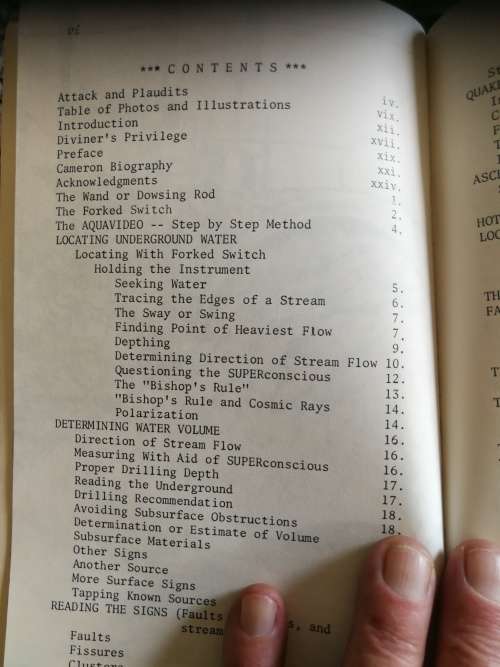 vi
*** C O N T E N T S ***
Attack and Plaudits iv.
Table of Photos and Illustrations vix.
Introduction xii.
Diviner's Privilege xvii.
Preface xix.
Cameron Biography xxi.
Acknowledgments xxiv.
The Wand or Dowsing Rod 1.
The Forked Switch 2.
The AQUAVIDEO -- Step by Step Method 4.
LOCATING UNDERGROUND WATER
Locating With Forked Switch
Holding the Instrument
Seeking Water 5.
Tracing the Edges of a Stream 6.
The Sway or Swing 7.
Finding Point of Heaviest Flow 7.
Depthing 9.
Determining Direction of Stream Flow 10.
Questioning the SUPERconscious 12.
The "Bishop's Rule" 13.
"Bishop's Rule and Cosmic Rays 14.
Polarization 14.
DETERMINING WATER VOLUME
Direction of Stream Flow 16.
Measuring With Aid of SUPERconscious 16.
Proper Drilling Depth 16.
Reading the Underground 17.
Drilling Recommendation 17.
Avoiding Subsurface Obstructions 18.
Determination or Estimate of Volume 18.
Subsurface Materials
Other Signs
Another Source
More Surface Signs
Tapping Known Sources
READING THE SIGNS (Faults and
stream
Faults
Fissures